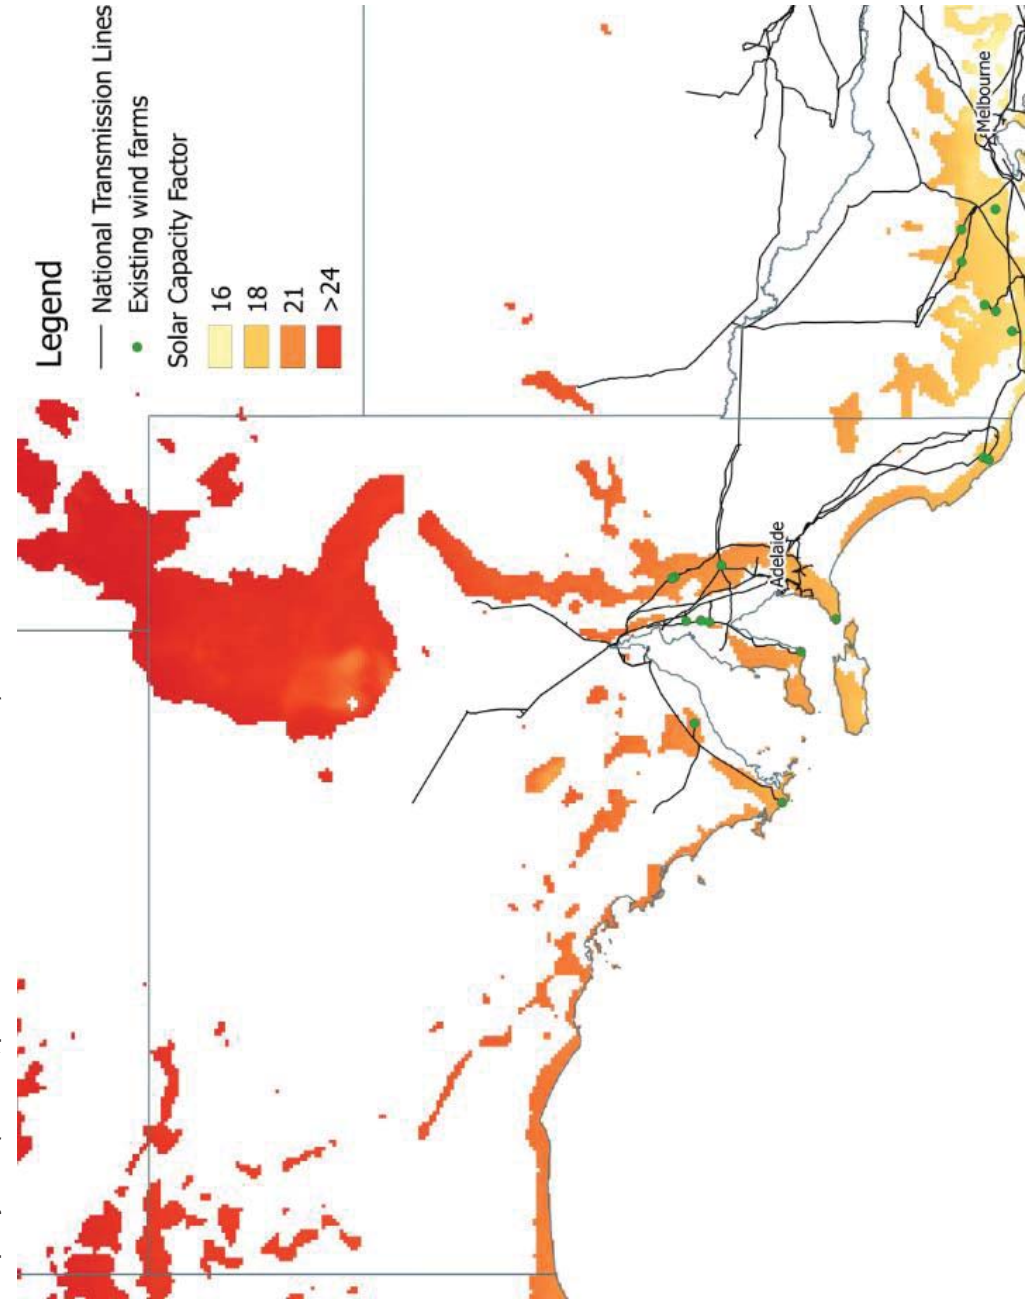 Legend
National Transmission Lines
Existing wind farms
Solar Capacity Factor
16
18
21
>24
Melbourne
Adelaide